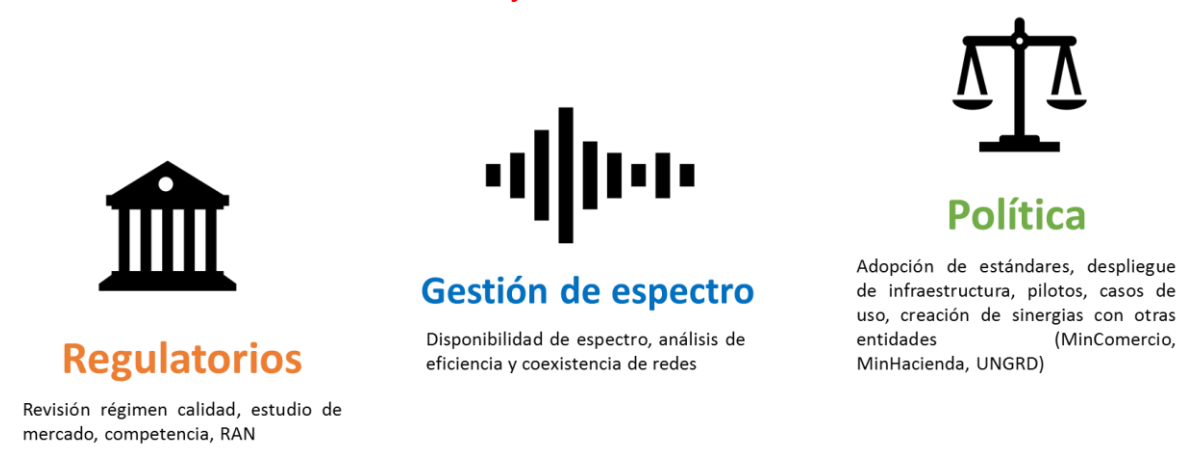 Regulatorios
Revisión régimen calidad, estudio de
mercado, competencia, RAN
Gestión de espectro
Disponibilidad de espectro, análisis de
eficiencia y coexistencia de redes
Política
Adopción de estándares, despliegue
de infraestructura, pilotos, casos de
uso, creación de sinergias con otras
entidades (MinComercio,
MinHacienda, UNGRD)